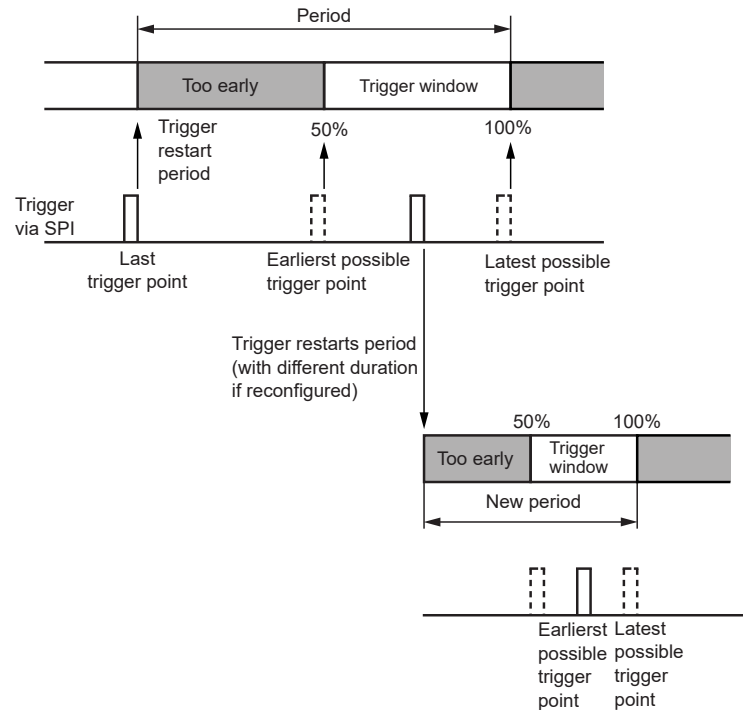 Period
Too early
Trigger window
Trigger
restart
period
50%
100%
Trigger
via SPI
Last
trigger point
Earlierst possible
trigger point
Latest possible
trigger point
Trigger restarts period
(with different duration
if reconfigured)
50%
100%
Too early
Trigger
window
New period
Earlierst
possible
trigger
point
Latest
possible
trigger
point